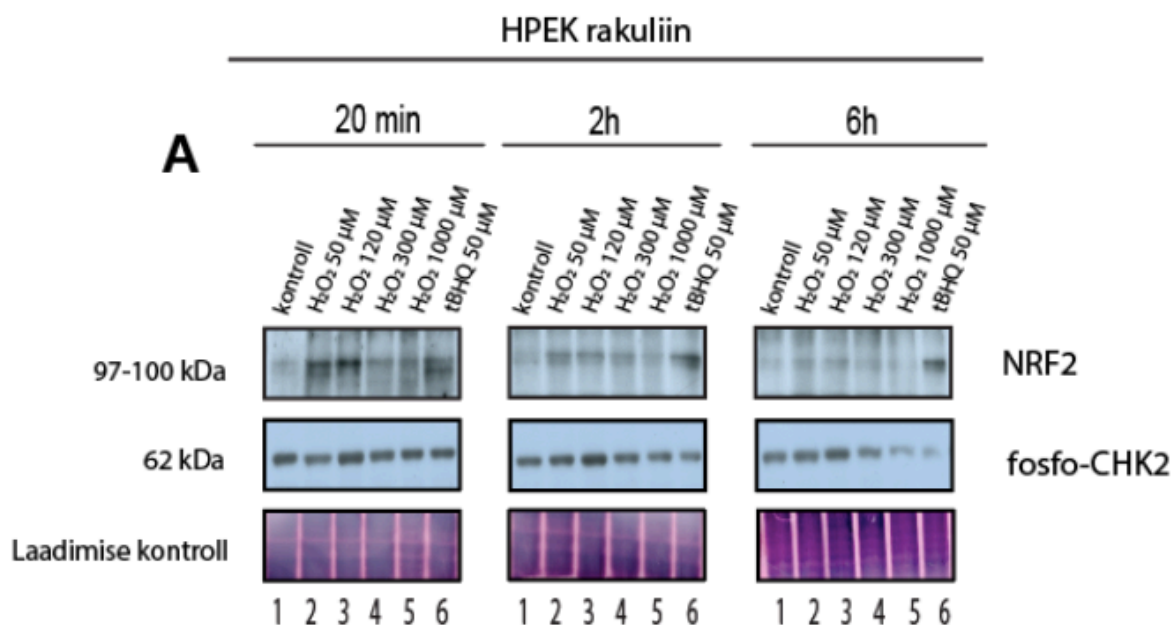 HPEK rakuliin
20 min 2h 6h
A
kontroll H₂O₂ 50 µM H₂O₂ 120 µM H₂O₂ 300 µM H₂O₂ 1000 µM tBHQ 50 µM
kontroll H₂O₂ 50 µM H₂O₂ 120 µM H₂O₂ 300 µM H₂O₂ 1000 µM tBHQ 50 µM
kontroll H₂O₂ 50 µM H₂O₂ 120 µM H₂O₂ 300 µM H₂O₂ 1000 µM tBHQ 50 µM
97-100 kDa NRF2
62 kDa fosfo-CHK2
Laadimise kontroll
1 2 3 4 5 6 1 2 3 4 5 6 1 2 3 4 5 6